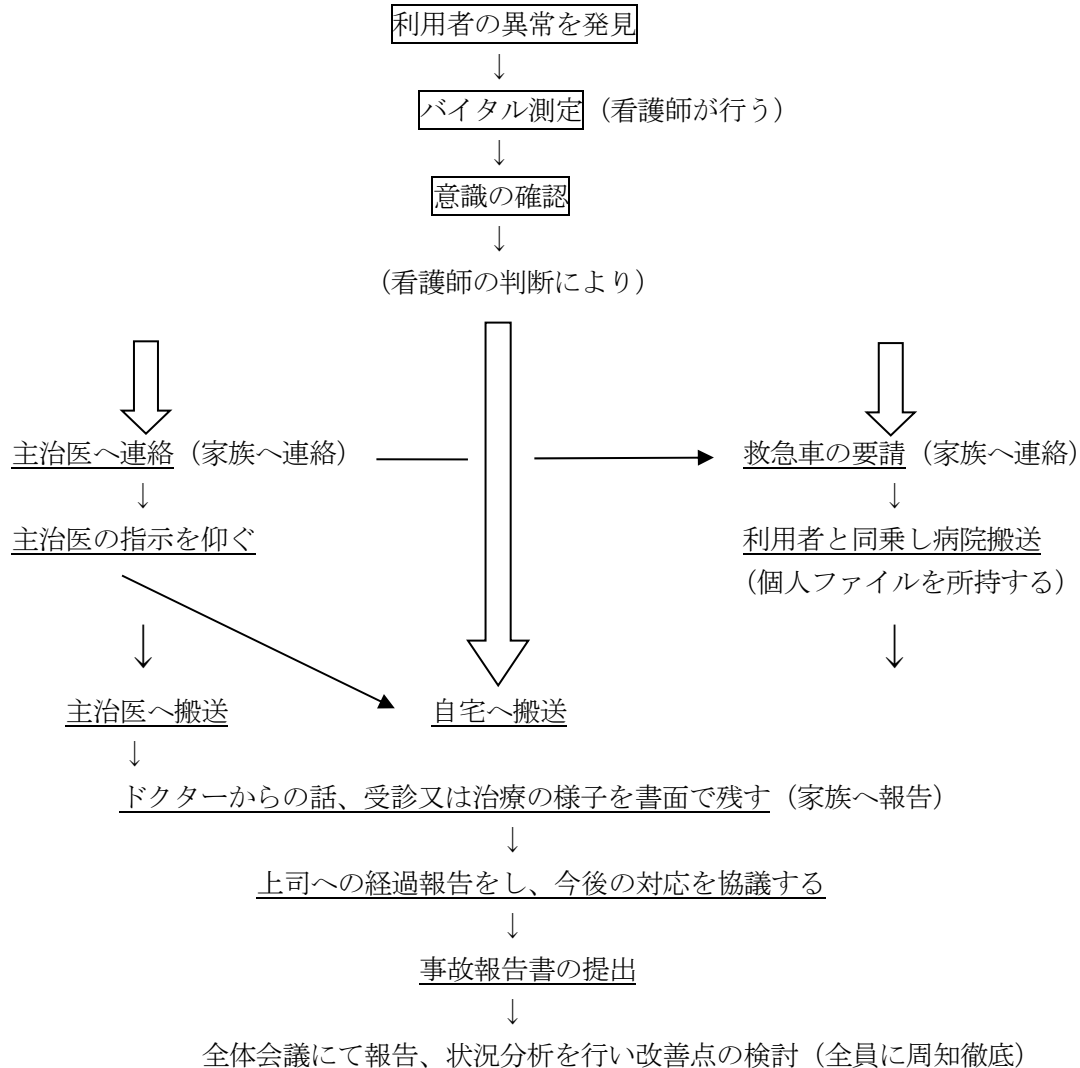 利用者の異常を発見
↓
バイタル測定（看護師が行う）
↓
意識の確認
↓
（看護師の判断により）
主治医へ連絡（家族へ連絡）
救急車の要請（家族へ連絡）
↓
↓
主治医の指示を仰ぐ
利用者と同乗し病院搬送
（個人ファイルを所持する）
主治医へ搬送
自宅へ搬送
↓
ドクターからの話、受診又は治療の様子を書面で残す（家族へ報告）
↓
上司への経過報告をし、今後の対応を協議する
↓
事故報告書の提出
↓
全体会議にて報告、状況分析を行い改善点の検討（全員に周知徹底）